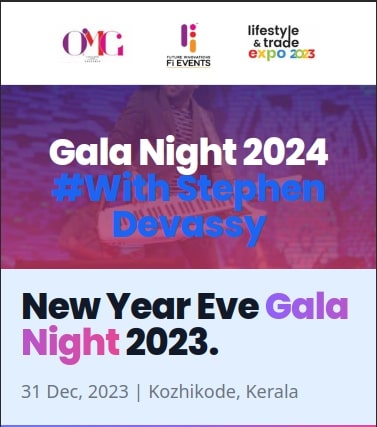 OMG
FUTURE INNOVATIONS
Fi EVENTS
lifestyle
& trade
expo 2023
Gala Night 2024
#With Stephen
Devassy
New Year Eve Gala
Night 2023.
31 Dec, 2023 | Kozhikode, Kerala